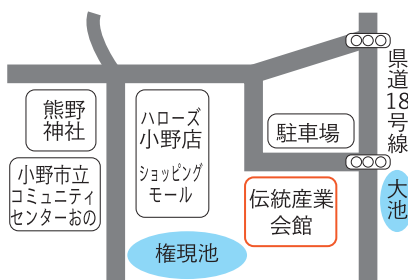 熊野
神社
ハローズ
小野店
ショッピング
モール
駐車場
県道18号線
小野市立
コミュニティ
センターおの
伝統産業
会館
大池
権現池